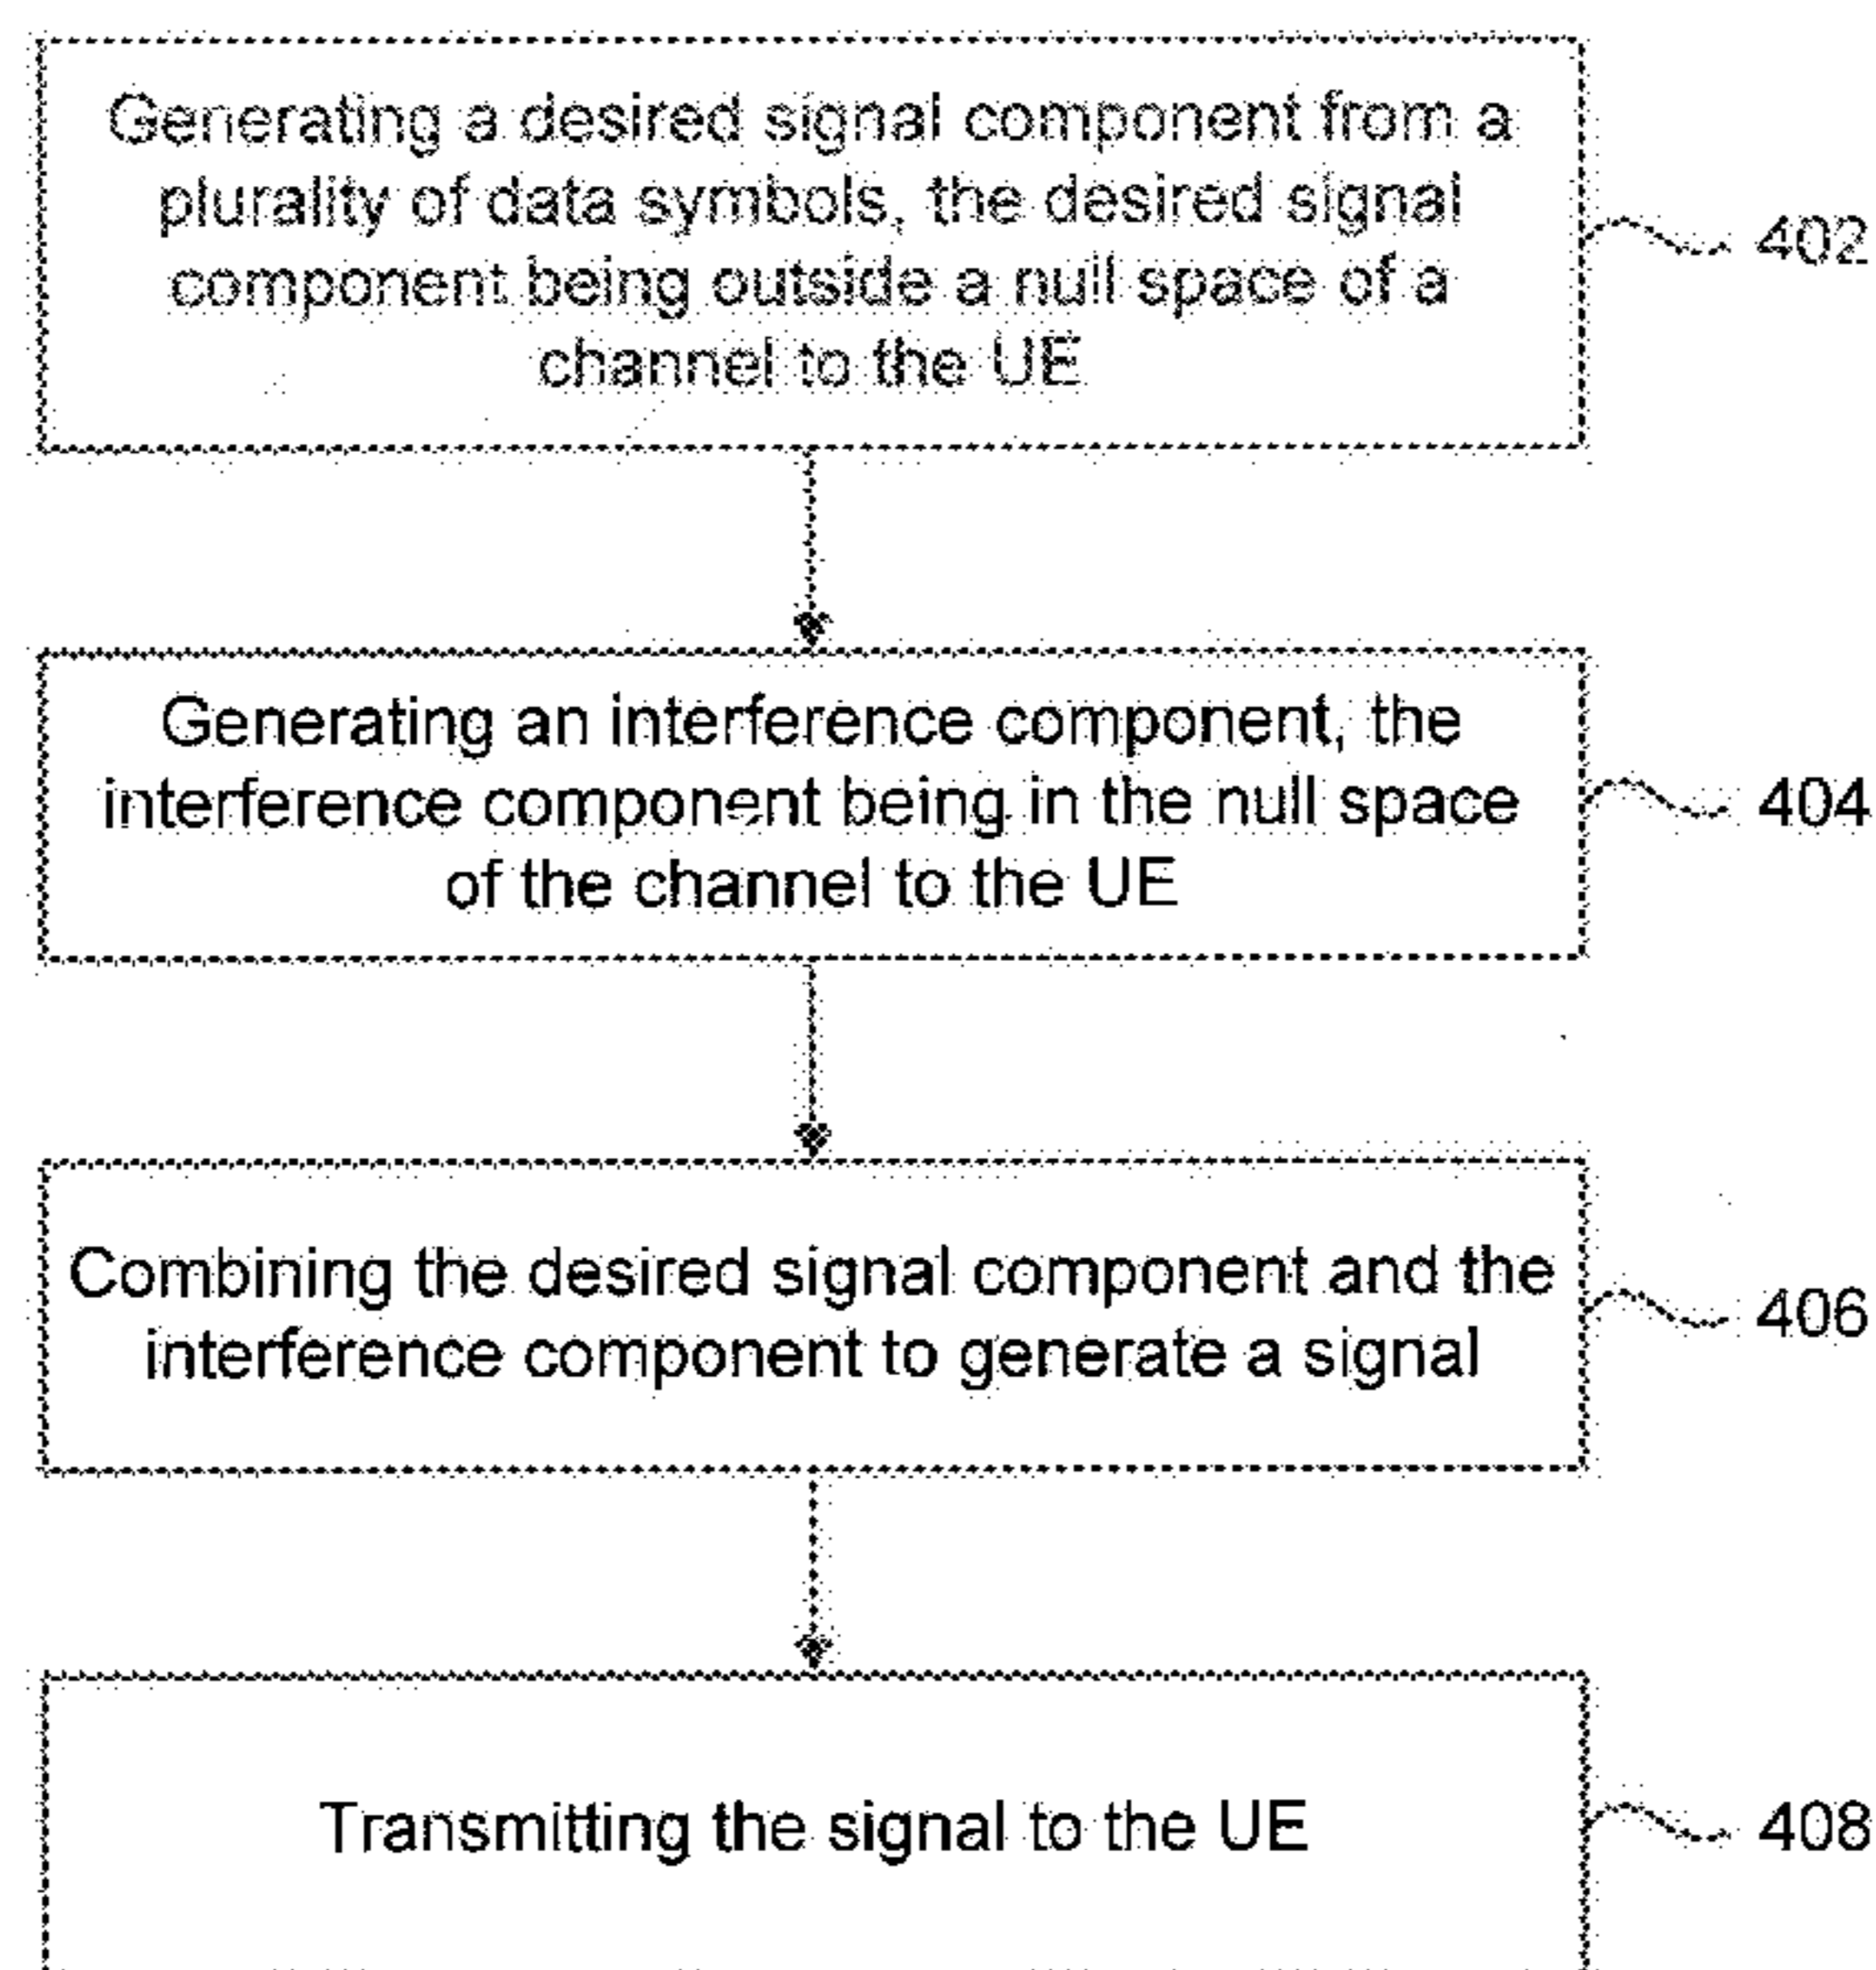 Generating a desired signal component from a
plurality of data symbols, the desired signal
component being outside a null space of a
channel to the UE
402
Generating an interference component, the
interference component being in the null space
of the channel to the UE
404
Combining the desired signal component and the
interference component to generate a signal
406
Transmitting the signal to the UE
408